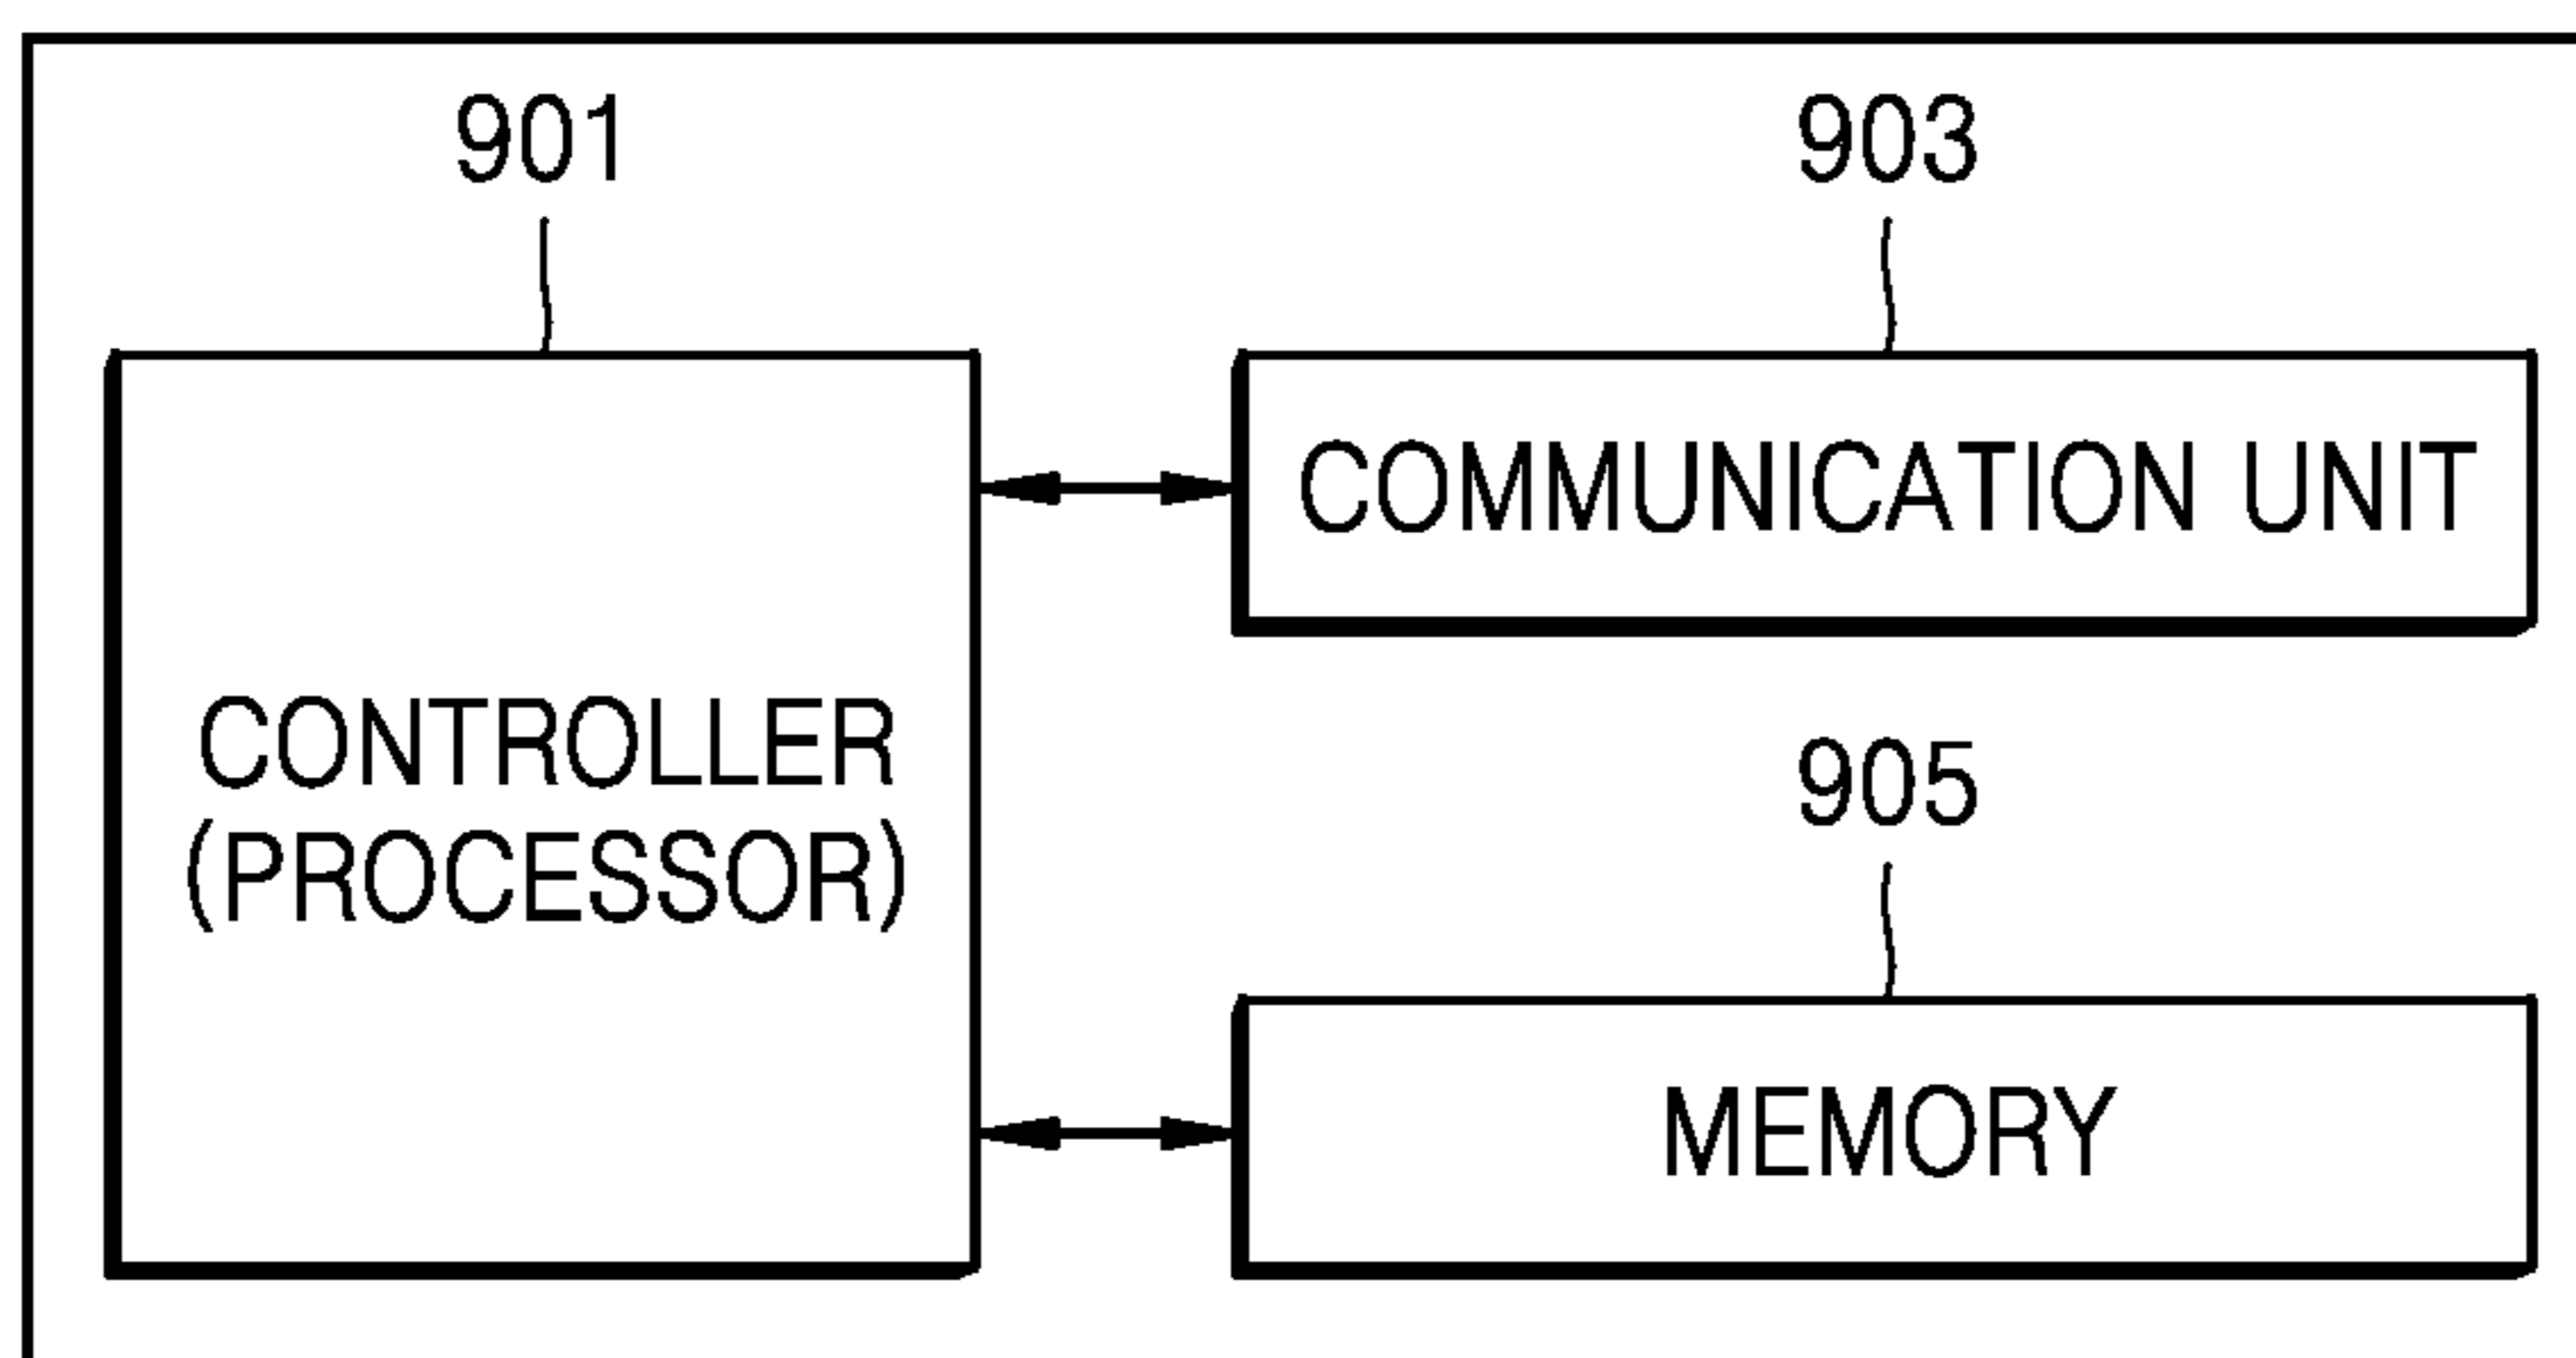 901
903
COMMUNICATION UNIT
CONTROLLER
(PROCESSOR)
905
MEMORY